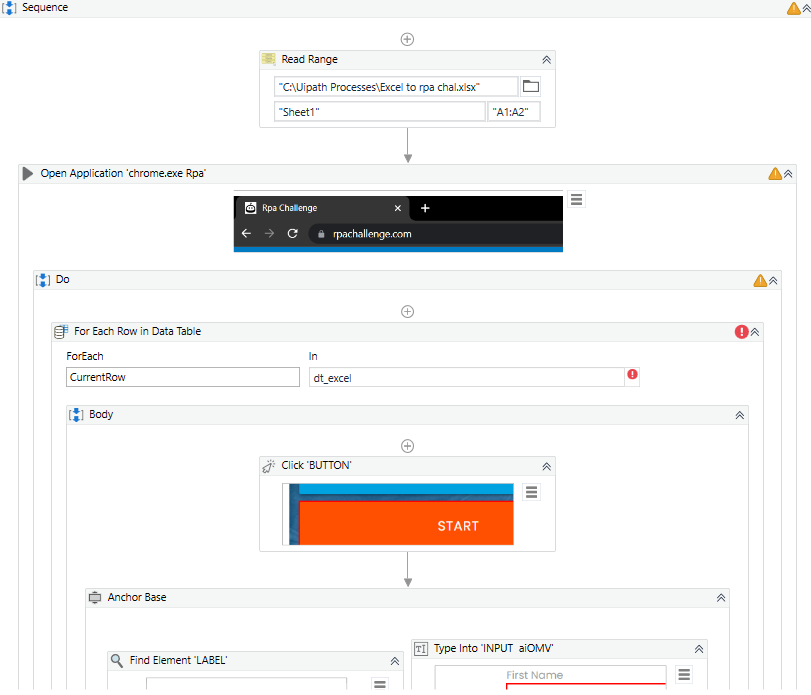 Sequence
Read Range
"C:\Uipath Processes\Excel to rpa chal.xlsx"
"Sheet1" "A1:A2"
Open Application 'chrome.exe Rpa'
Rpa Challenge
rpachallenge.com
Do
For Each Row in Data Table
ForEach In
CurrentRow dt_excel
Body
Click 'BUTTON'
START
Anchor Base
Find Element 'LABEL' Type Into 'INPUT aiOMV'
First Name